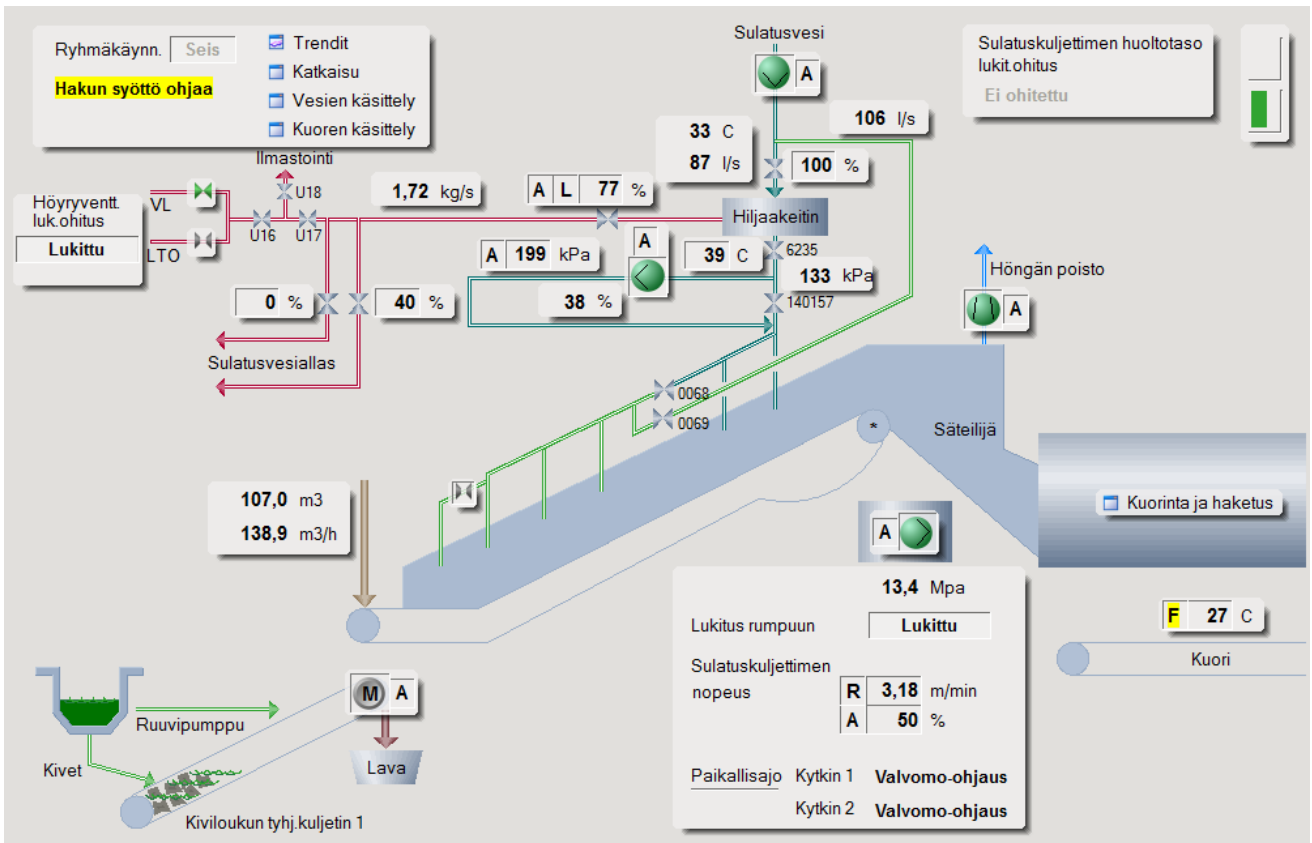 Ryhmäkäynn. Seis
Hakun syöttö ohjaa
Trendit
Katkaisu
Vesien käsittely
Kuoren käsittely
Sulatusvesi
A
Sulatuskuljettimen huoltotaso
lukit.ohitus
Ei ohitettu
106 l/s
33 C
87 l/s
100 %
Ilmastointi
U18
Höyryventt.
luk.ohitus
Lukittu
VL
LTO
U16
U17
1,72 kg/s
A L 77 %
Hiljaakeitin
A 199 kPa
A
38 %
39 C
6235
133 kPa
140157
0 %
40 %
Sulatusvesiallas
Höngän poisto
A
0068
0069
*
Säteilijä
107,0 m3
138,9 m3/h
Kuorinta ja haketus
A
13,4 Mpa
Lukitus rumpuun Lukittu
Sulatuskuljettimen
nopeus R 3,18 m/min
A 50 %
Paikallisajo Kytkin 1 Valvomo-ohjaus
Kytkin 2 Valvomo-ohjaus
F 27 C
Kuori
M A
Ruuvipumppu
Kivet
Lava
Kiviloukun tyhj.kuljetin 1